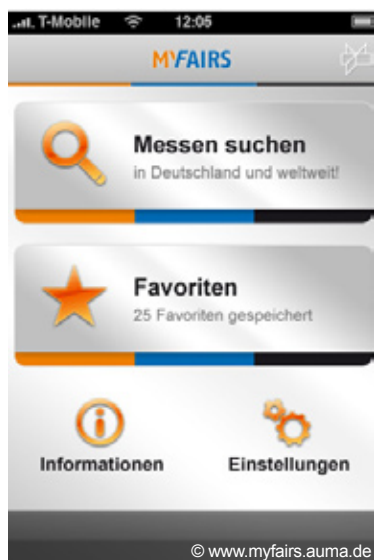 T-Mobile 12:05
MYFAIRS
Messen suchen
in Deutschland und weltweit!
Favoriten
25 Favoriten gespeichert
Informationen Einstellungen
© www.myfairs.auma.de